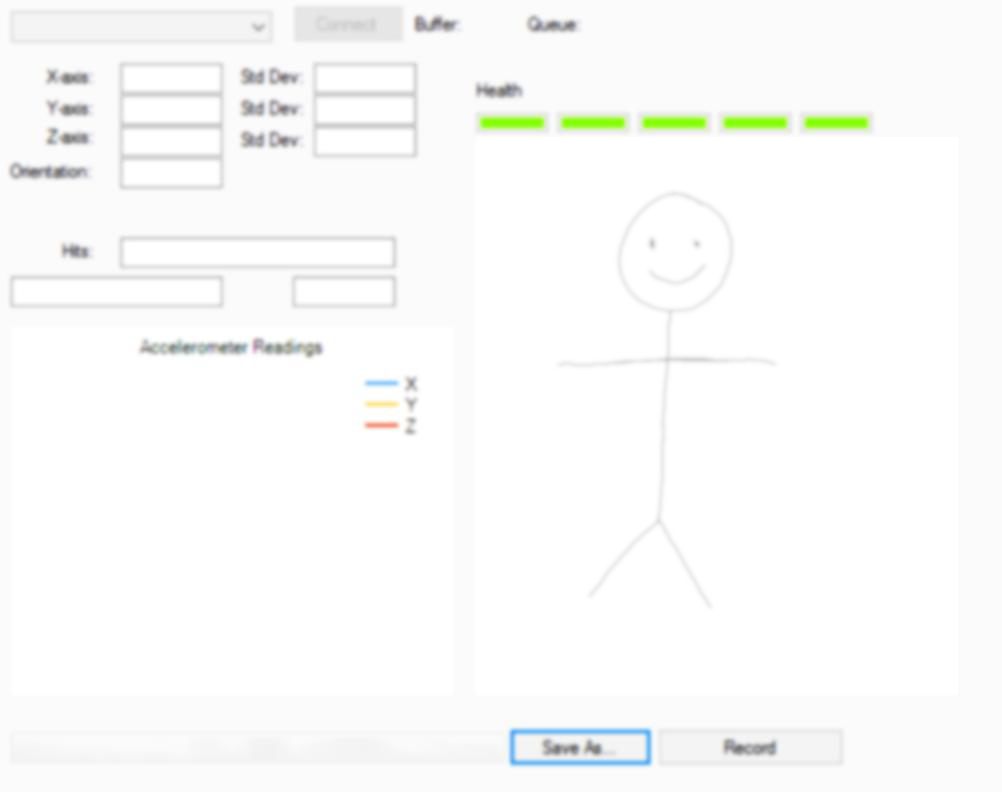 Connect Buffer: Queue:
X-axis: Std Dev:
Y-axis: Std Dev:
Z-axis: Std Dev:
Orientation:
Hits:
Health
Accelerometer Readings
X
Y
Z
Save As... Record